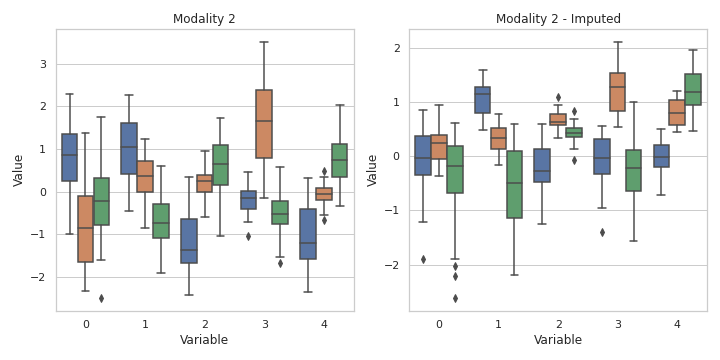 Modality 2
Value
3
2
1
0
−1
−2
0 1 2 3 4
Variable
Modality 2 - Imputed
Value
2
1
0
−1
−2
0 1 2 3 4
Variable